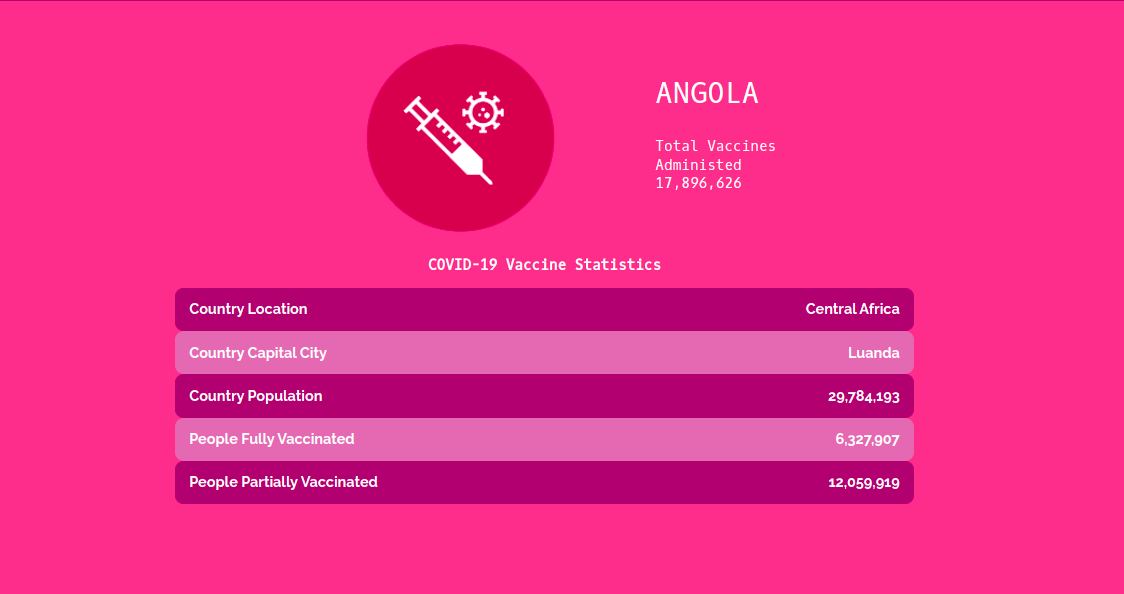 ANGOLA
Total Vaccines
Administed
17,896,626
COVID-19 Vaccine Statistics
Country Location Central Africa
Country Capital City Luanda
Country Population 29,784,193
People Fully Vaccinated 6,327,907
People Partially Vaccinated 12,059,919